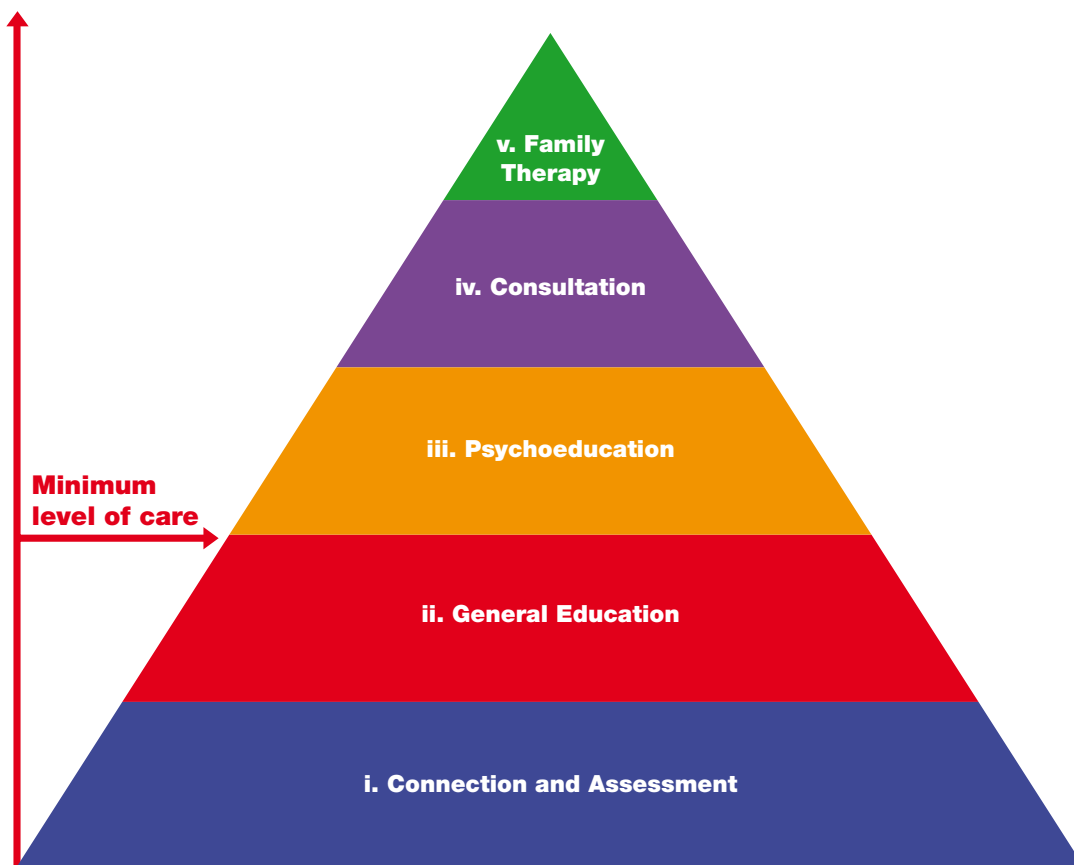 v. Family
Therapy
iv. Consultation
iii. Psychoeducation
Minimum
level of care
ii. General Education
i. Connection and Assessment